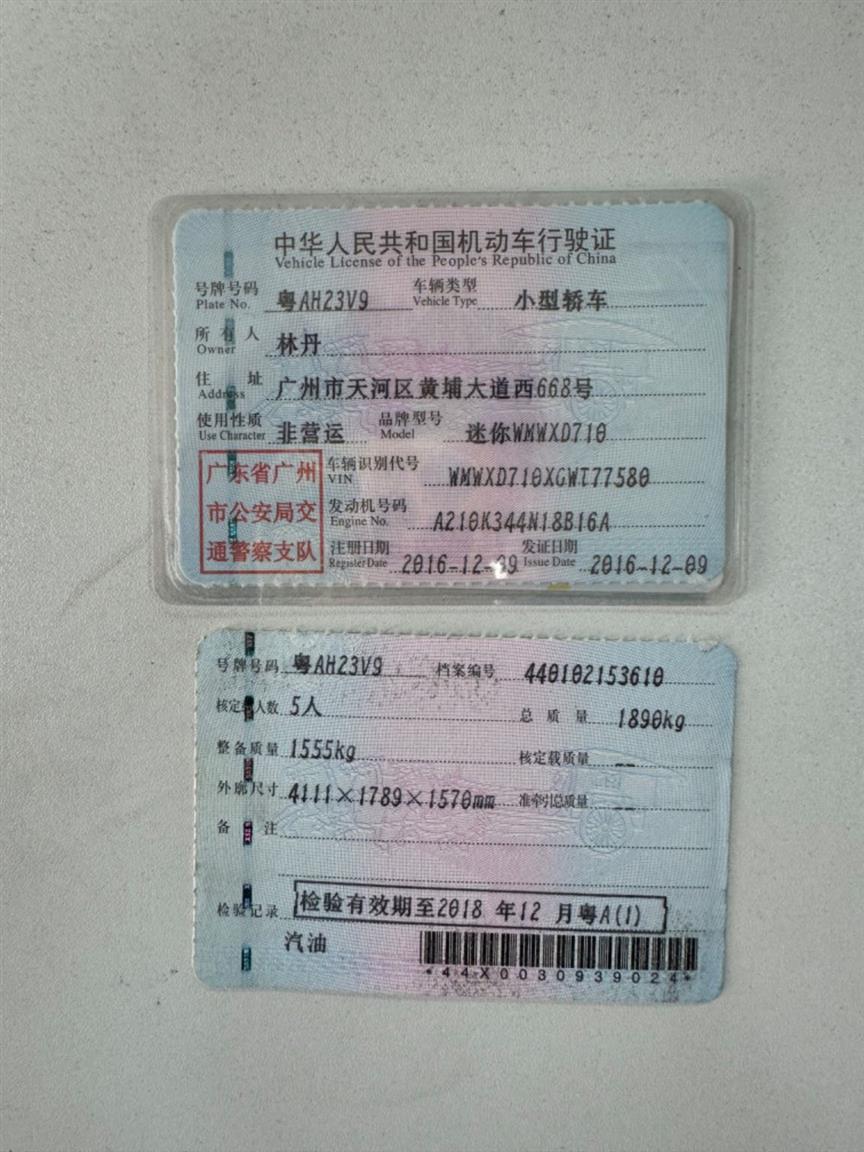 中华人民共和国机动车行驶证
Vehicle License of the People's Republic of China
号牌号码 粤AH23V9 车辆类型 小型轿车
Plate No. Vehicle Type
所有人 林丹
Owner
住址 广州市天河区黄埔大道西668号
Address
使用性质 非营运 品牌型号 迷你WMWXD710
Use Character Model
广东省广州 车辆识别代号 WMWXD710XGWT77580
VIN
市公安局交 发动机号码 A210K344N18B16A
Engine No.
通警察支队 注册日期 2016-12-09 发证日期 2016-12-09
Register Date Issue Date
号牌号码 粤AH23V9 档案编号 440102153610
核定人数 5人 总质量 1890kg
整备质量 1555kg 核定载质量 --
外廓尺寸 4111×1789×1570mm 准牵引总质量 --
备注
检验记录 检验有效期至2018年12月粤A(1)
汽油
*44X0030939024*